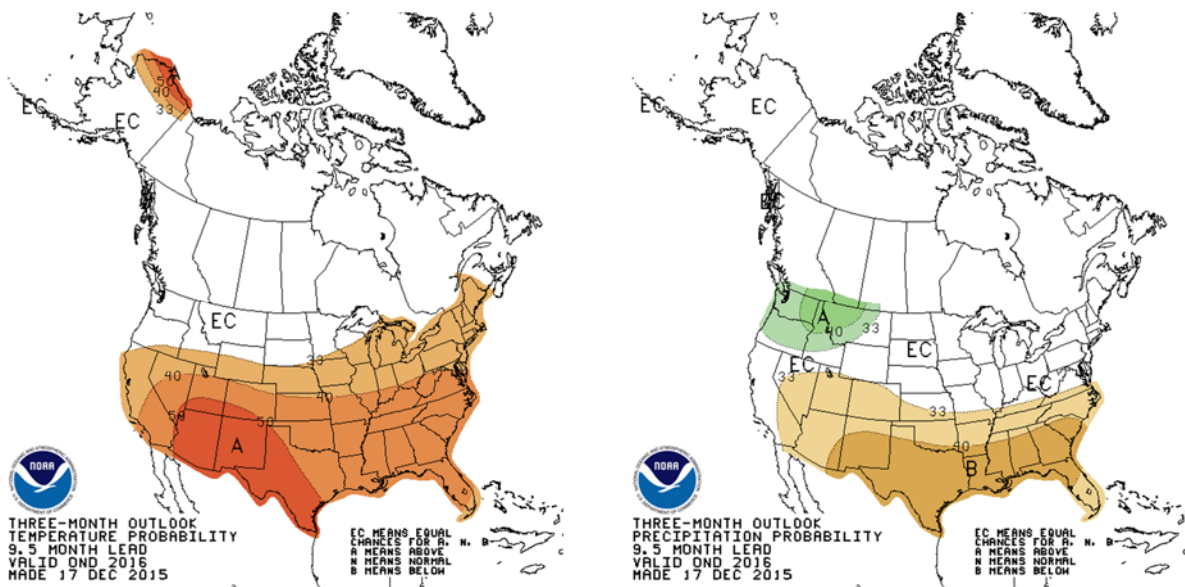 A
50
40
33
EC
EC
EC
33
40
40
50
50
A
NOAA
THREE-MONTH OUTLOOK
TEMPERATURE PROBABILITY
9.5 MONTH LEAD
VALID OND 2016
MADE 17 DEC 2015
EC MEANS EQUAL
CHANCES FOR A, N, B
A MEANS ABOVE
N MEANS NORMAL
B MEANS BELOW
EC
EC
EC
A
40
33
EC
EC
EC
33
33
40
B
NOAA
THREE-MONTH OUTLOOK
PRECIPITATION PROBABILITY
9.5 MONTH LEAD
VALID OND 2016
MADE 17 DEC 2015
EC MEANS EQUAL
CHANCES FOR A, N, B
A MEANS ABOVE
N MEANS NORMAL
B MEANS BELOW